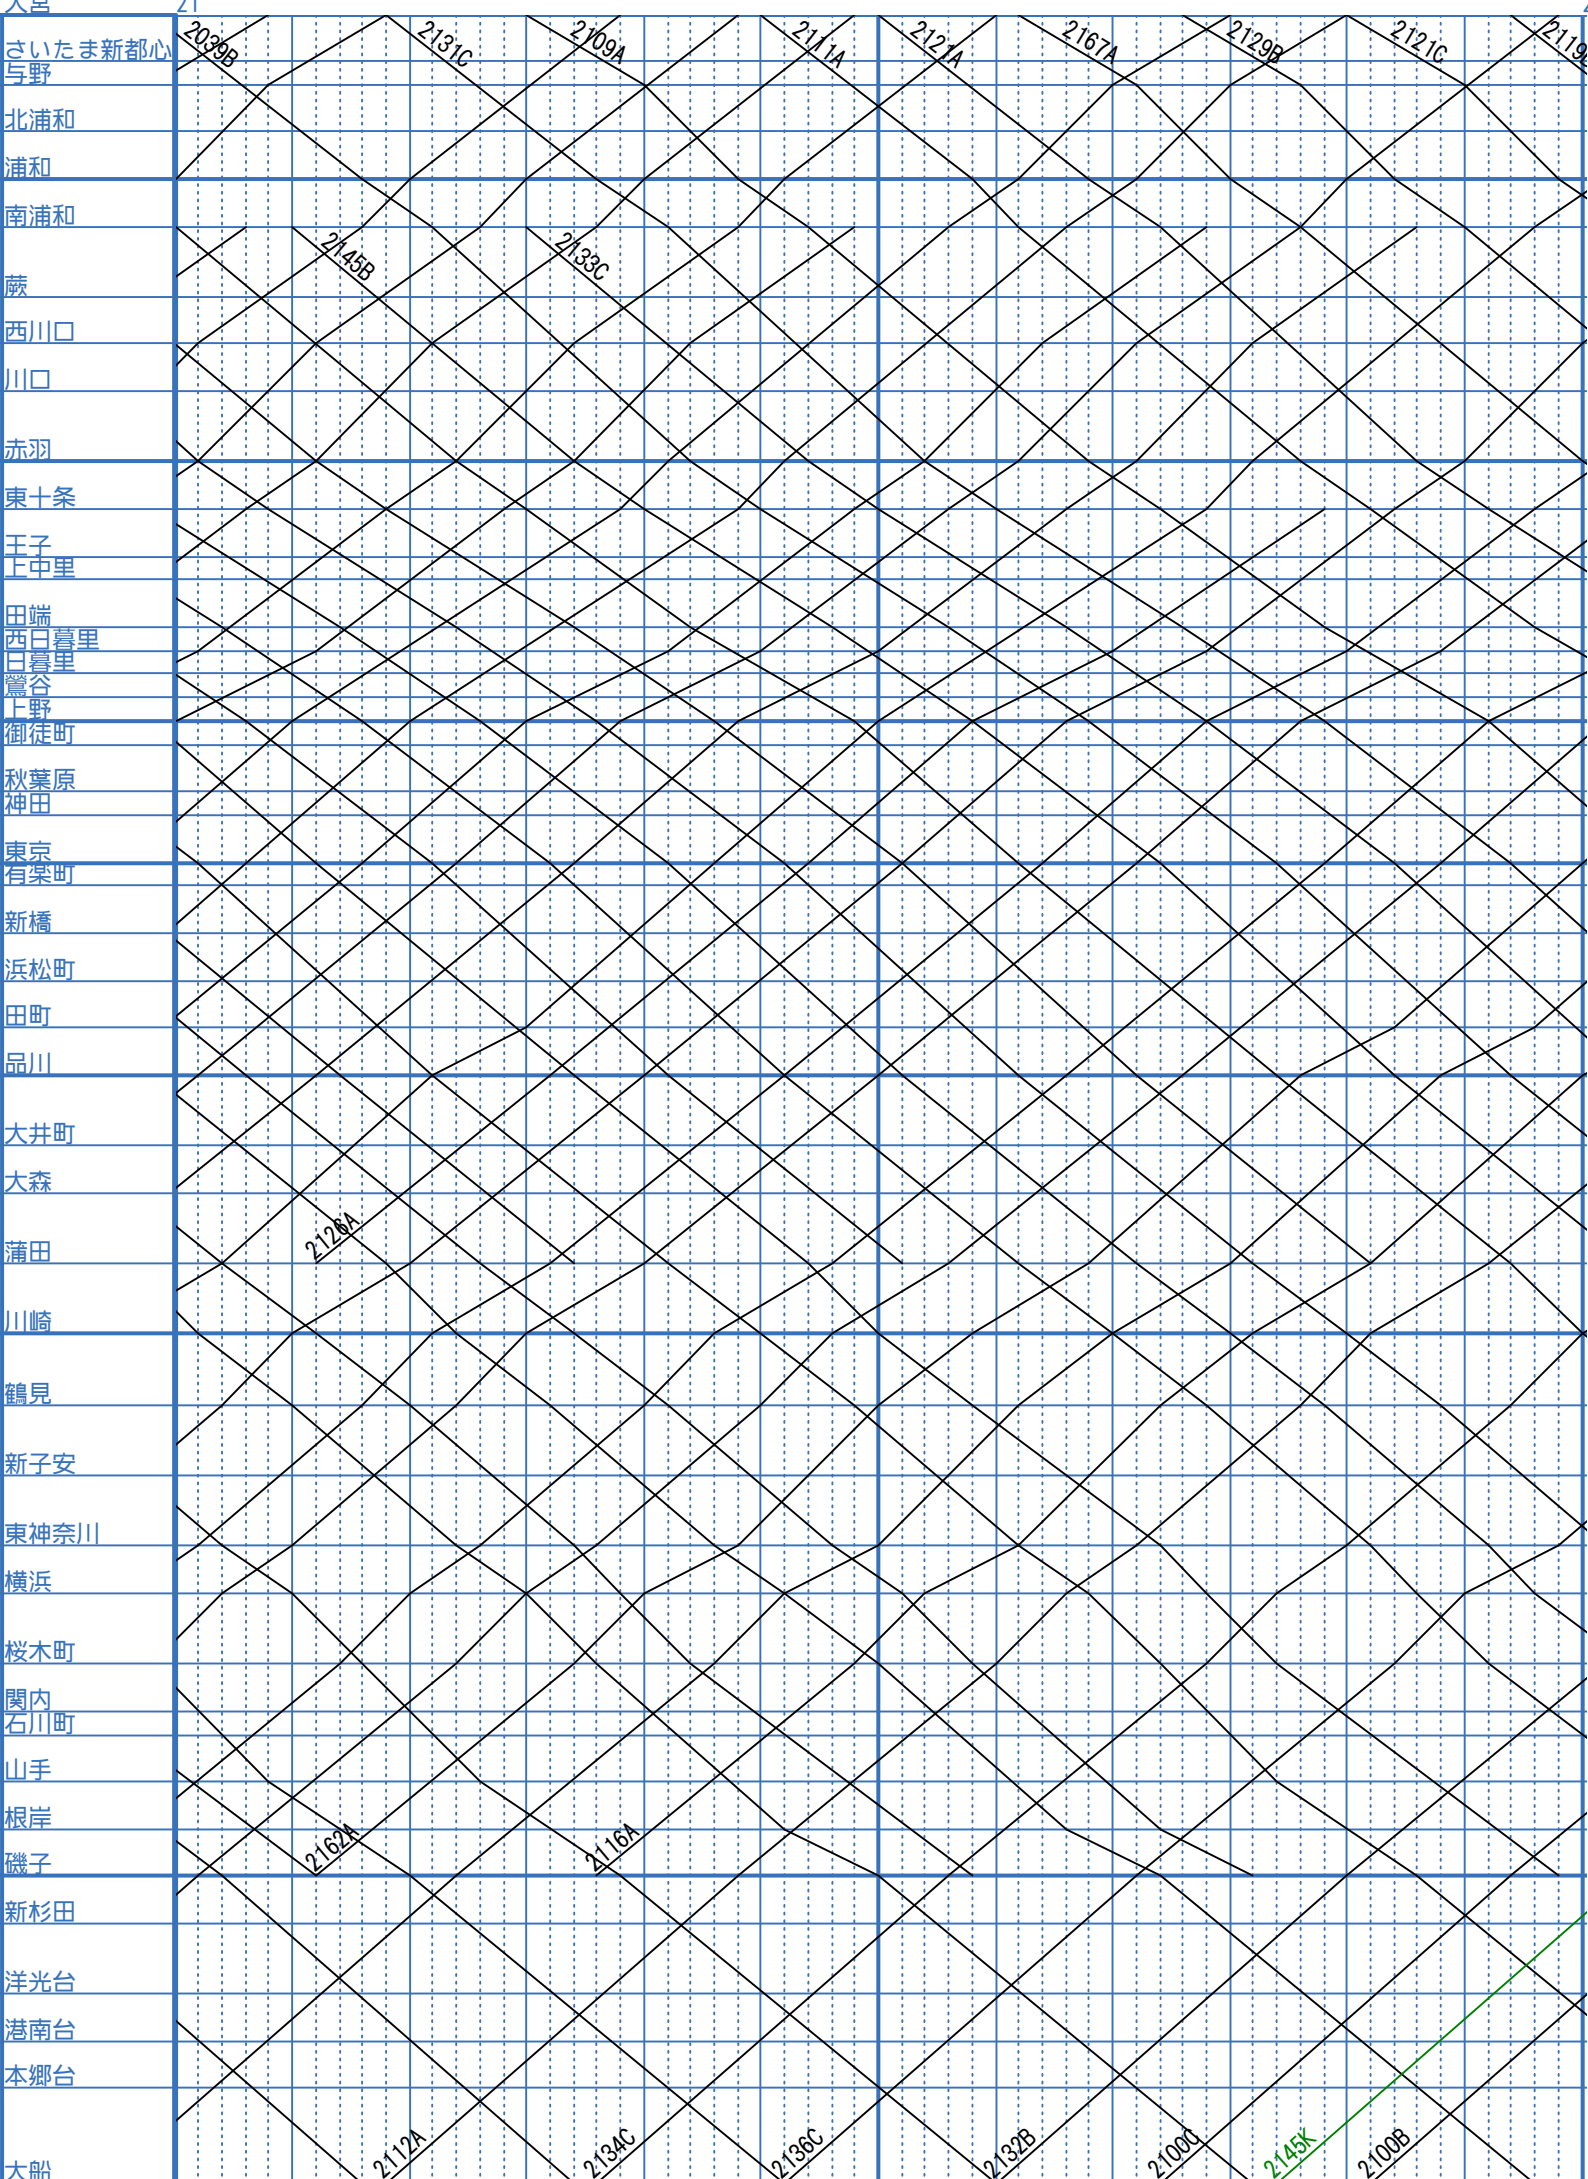 大宮 21
2039B 2131C 2109A 2111A 2121A 2167A 2129B 2121C
さいたま新都心
与野
北浦和
浦和
南浦和
2145B 2133C
蕨
西川口
川口
赤羽
東十条
王子
上中里
田端
西日暮里
日暮里
鶯谷
上野
御徒町
秋葉原
神田
東京
有楽町
新橋
浜松町
田町
品川
大井町
大森
2126A
蒲田
川崎
鶴見
新子安
東神奈川
横浜
桜木町
関内
石川町
山手
根岸
2162A 2116A
磯子
新杉田
洋光台
港南台
本郷台
2112A 2134C 2136C 2132B 2100C 2145K 2100B
大船